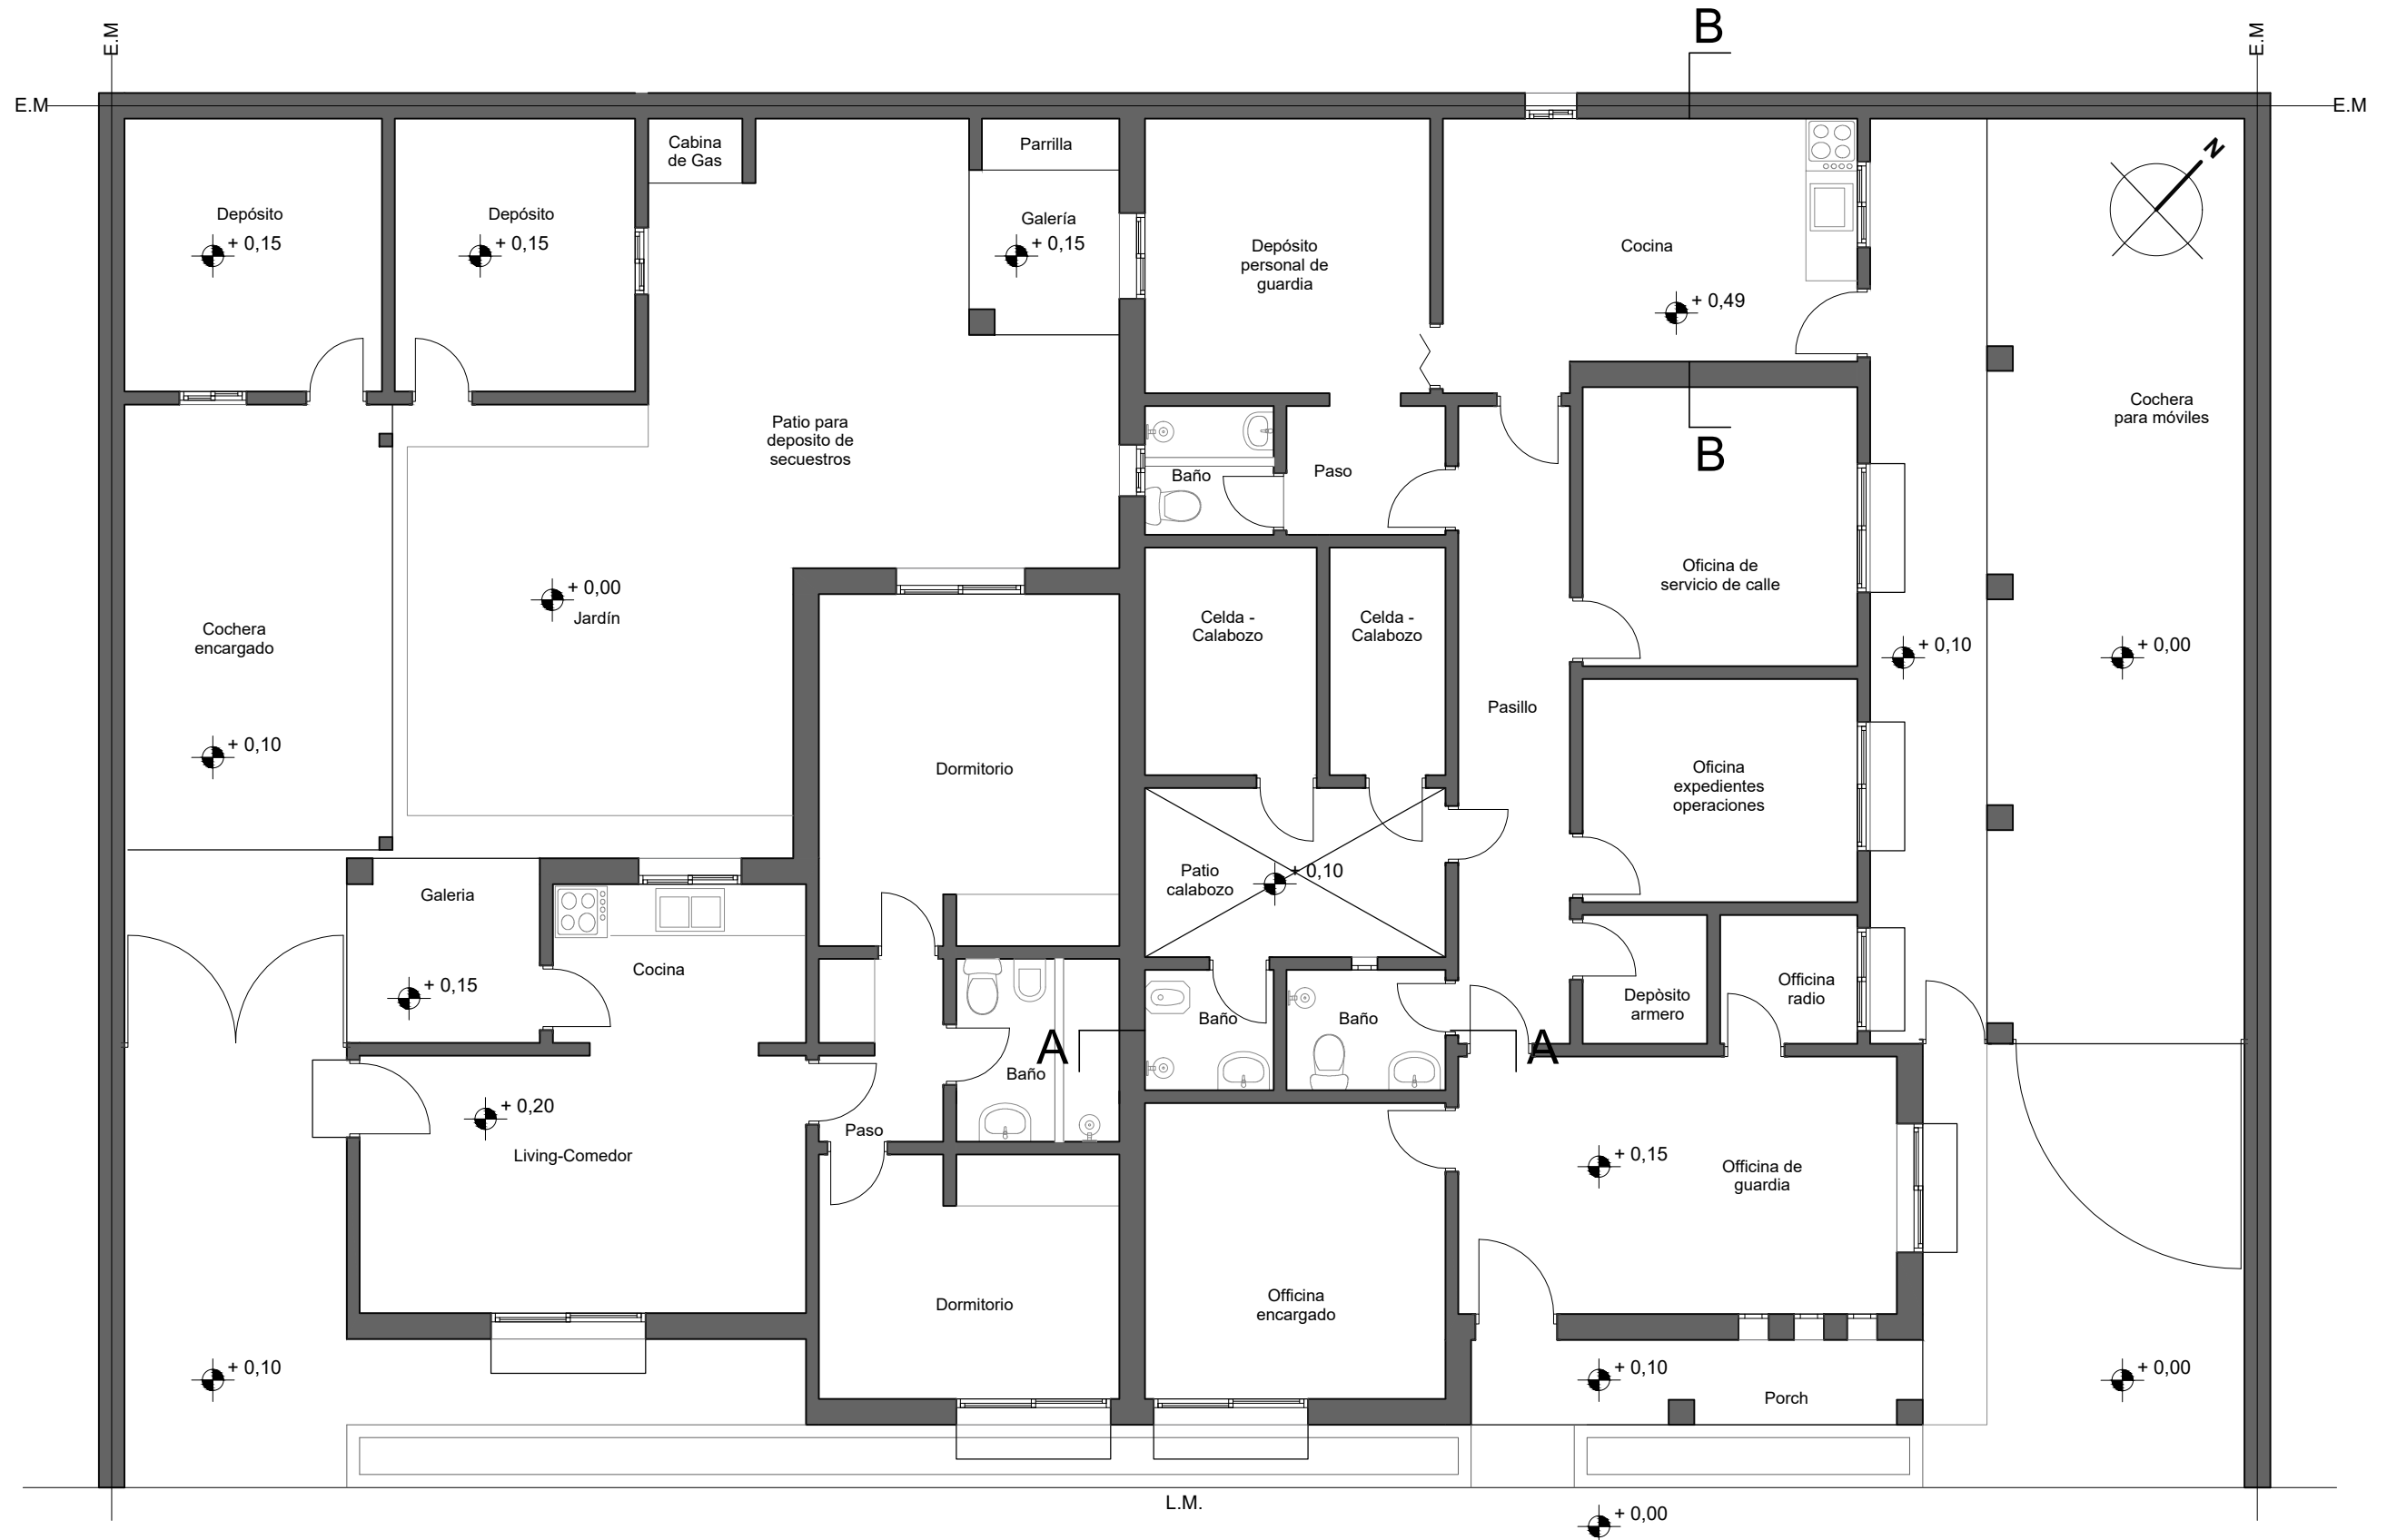 B
E.M
E.M
E.M
E.M
N
Cabina
de Gas
Parrilla
Depósito
+ 0,15
Depósito
+ 0,15
Galería
+ 0,15
Depósito
personal de
guardia
Cocina
+ 0,49
Cochera
para móviles
Patio para
deposito de
secuestros
B
Baño
Paso
Oficina de
servicio de calle
+ 0,00
Jardín
Cochera
encargado
Celda -
Calabozo
Celda -
Calabozo
+ 0,10
+ 0,00
Pasillo
+ 0,10
Dormitorio
Oficina
expedientes
operaciones
Patio
calabozo
+ 0,10
Galeria
+ 0,15
Cocina
Depòsito
armero
Officina
radio
Baño
Baño
A
A
Baño
+ 0,20
Living-Comedor
Paso
+ 0,15
Officina de
guardia
Dormitorio
Officina
encargado
+ 0,10
+ 0,10
Porch
+ 0,00
L.M.
+ 0,00